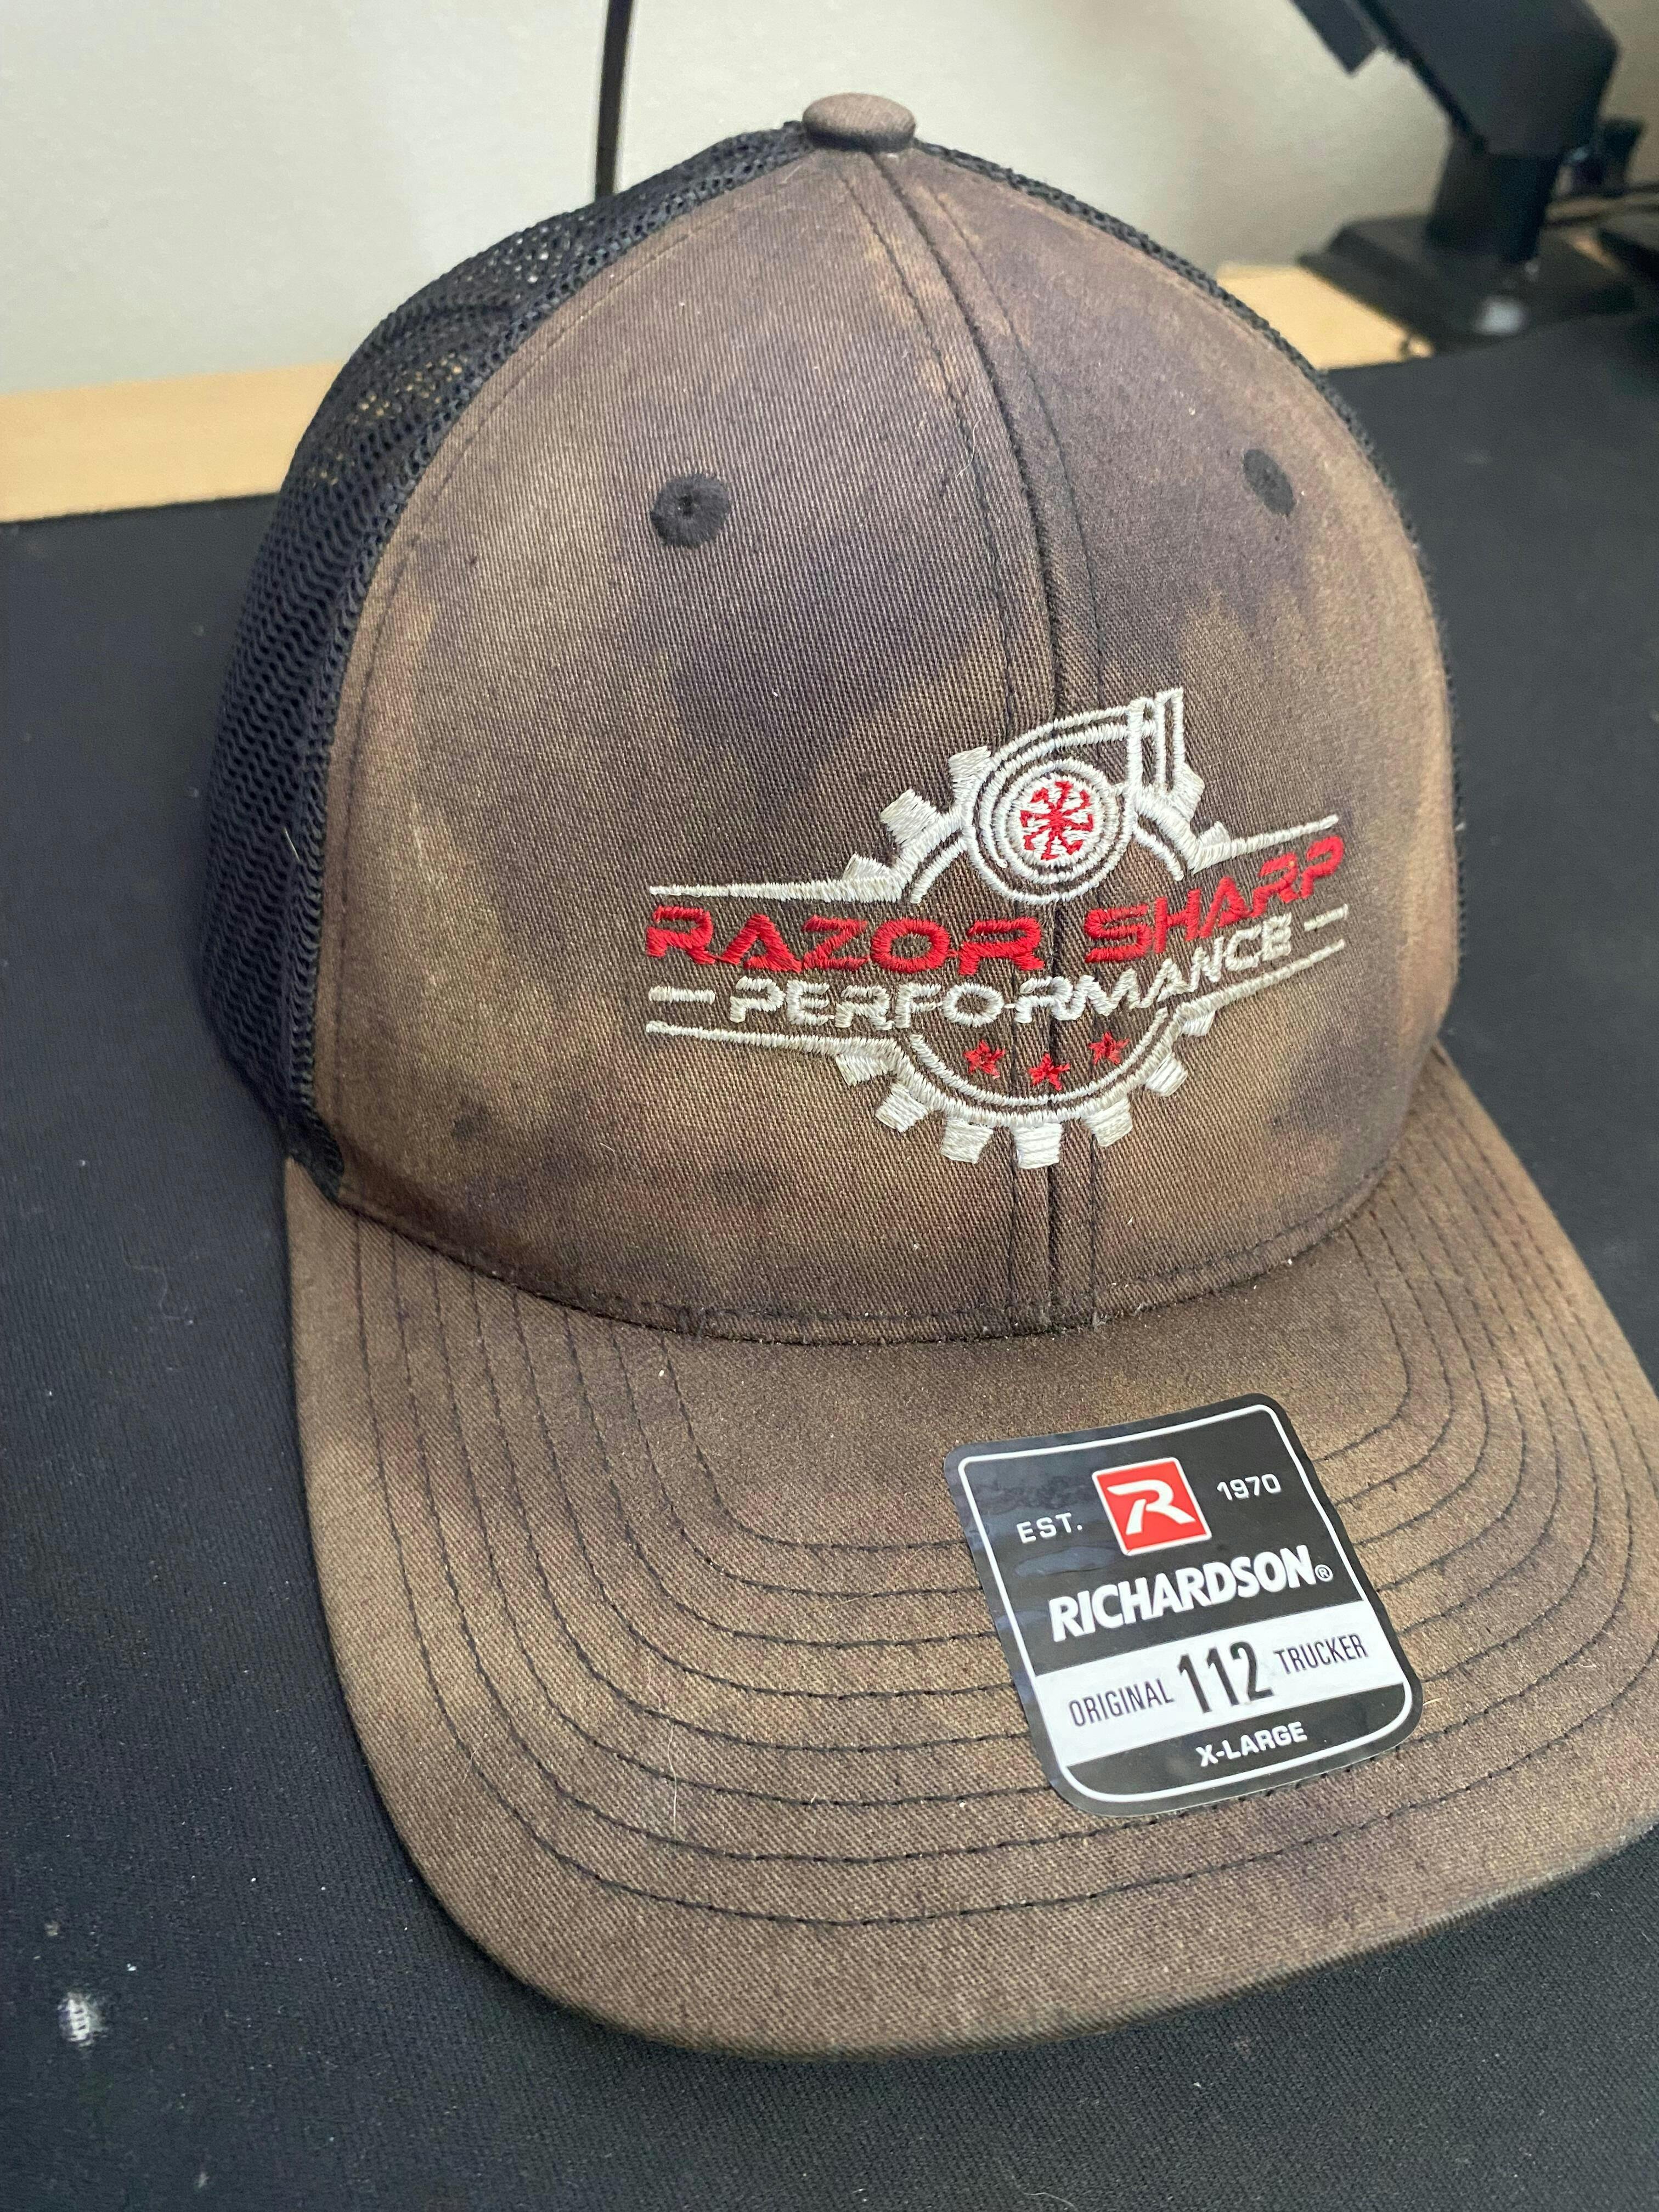 RAZOR SHARP
PERFORMANCE
EST. R 1970
RICHARDSON®
ORIGINAL 112 TRUCKER
X-LARGE